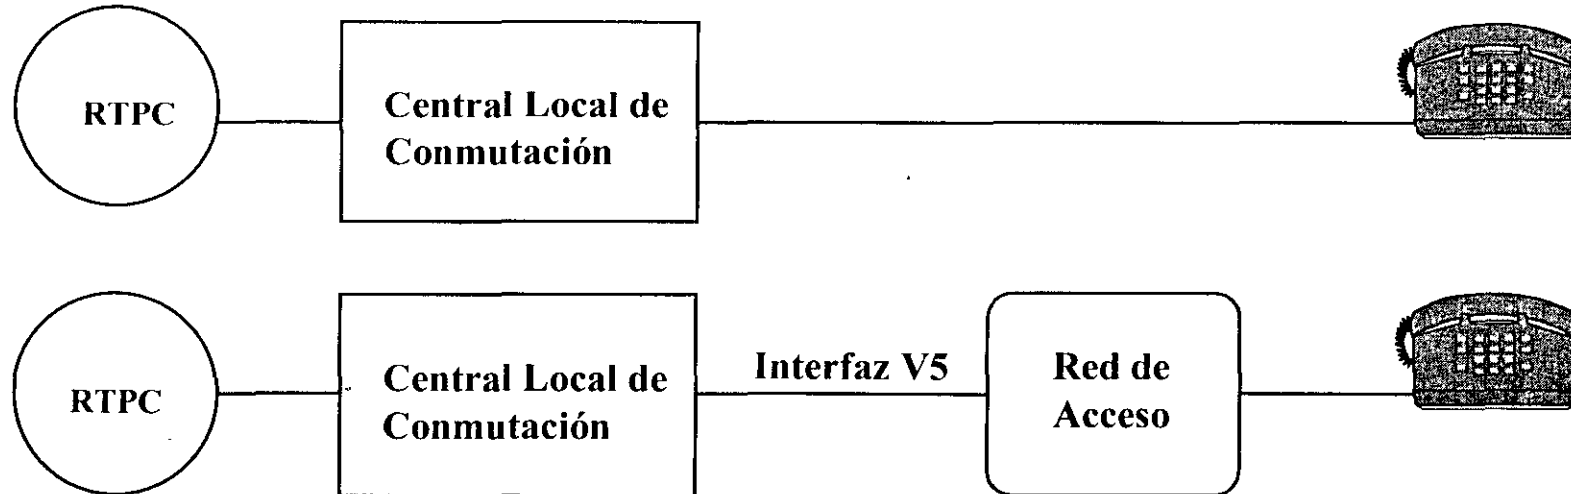 RTPC
Central Local de
Conmutación
RTPC
Central Local de
Conmutación
Interfaz V5
Red de
Acceso